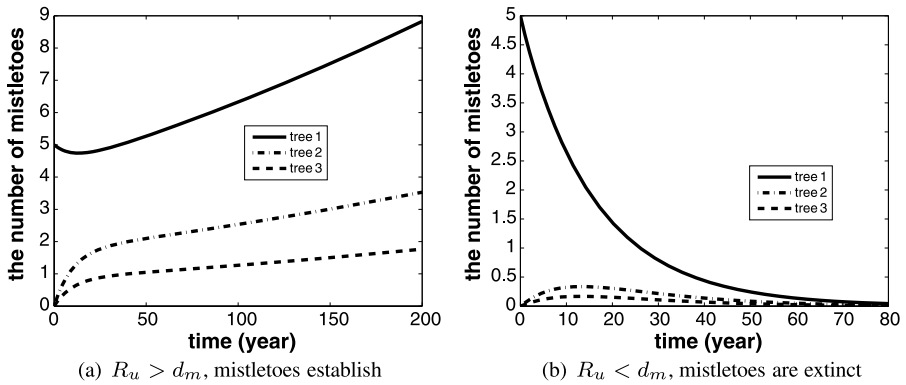 the number of mistletoes
9
8
7
6
5
4
3
2
1
0
tree 1
tree 2
tree 3
0
50
100
150
200
time (year)
(a) $R_u > d_m$, mistletoes establish
the number of mistletoes
5
4.5
4
3.5
3
2.5
2
1.5
1
0.5
0
tree 1
tree 2
tree 3
0
10
20
30
40
50
60
70
80
time (year)
(b) $R_u < d_m$, mistletoes are extinct